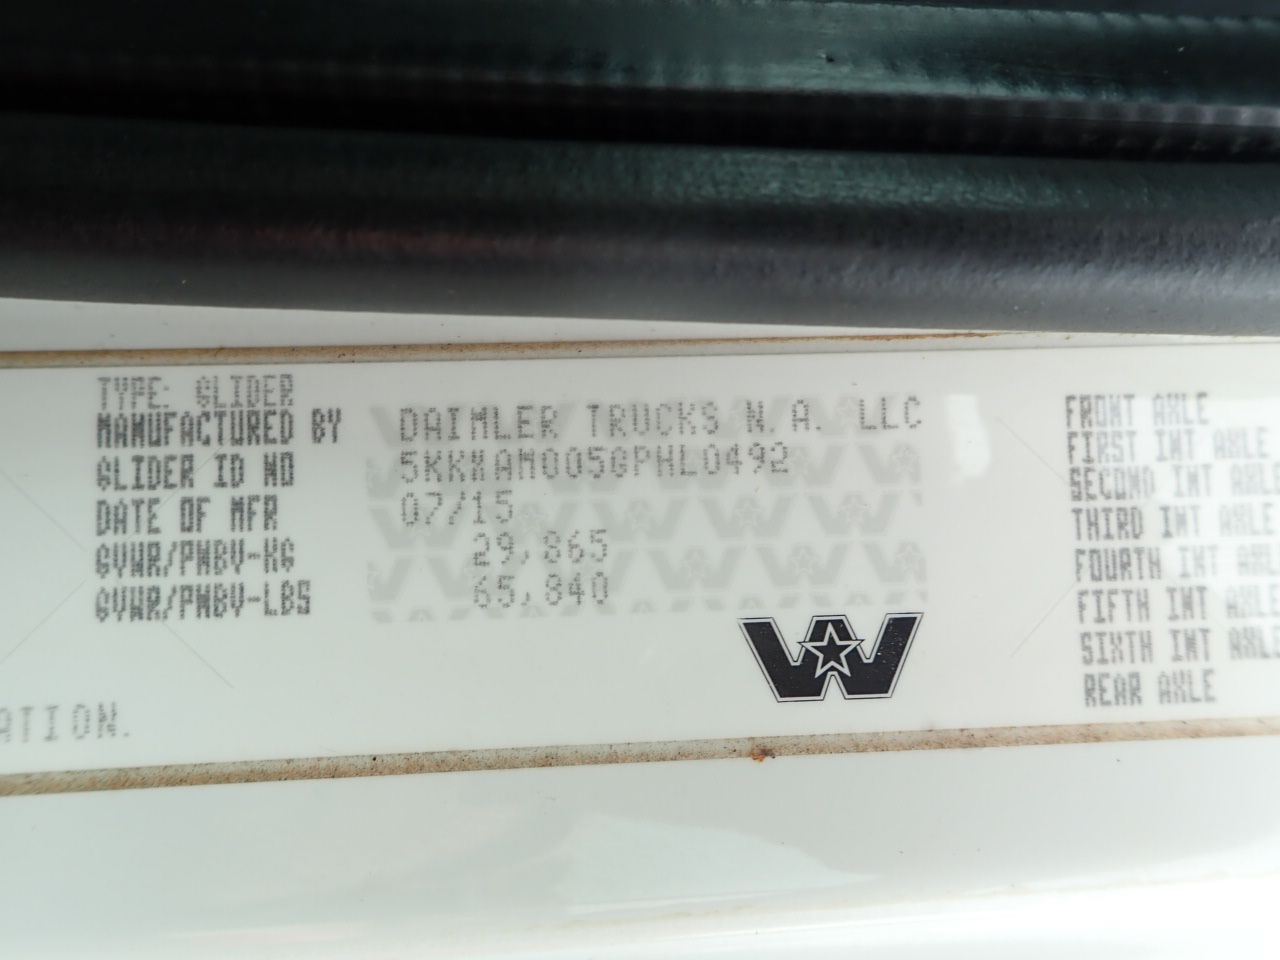 TYPE: GLIDER
MANUFACTURED BY DAIMLER TRUCKS N.A. LLC
GLIDER ID NO 5KKXAM005GPHL0492
DATE OF MFR 07/15
GVWR/PNBV-KG 29,865
GVWR/PNBV-LBS 65,840
FRONT AXLE
FIRST INT AXLE
SECOND INT AXLE
THIRD INT AXLE
FOURTH INT AXLE
FIFTH INT AXLE
SIXTH INT AXLE
REAR AXLE